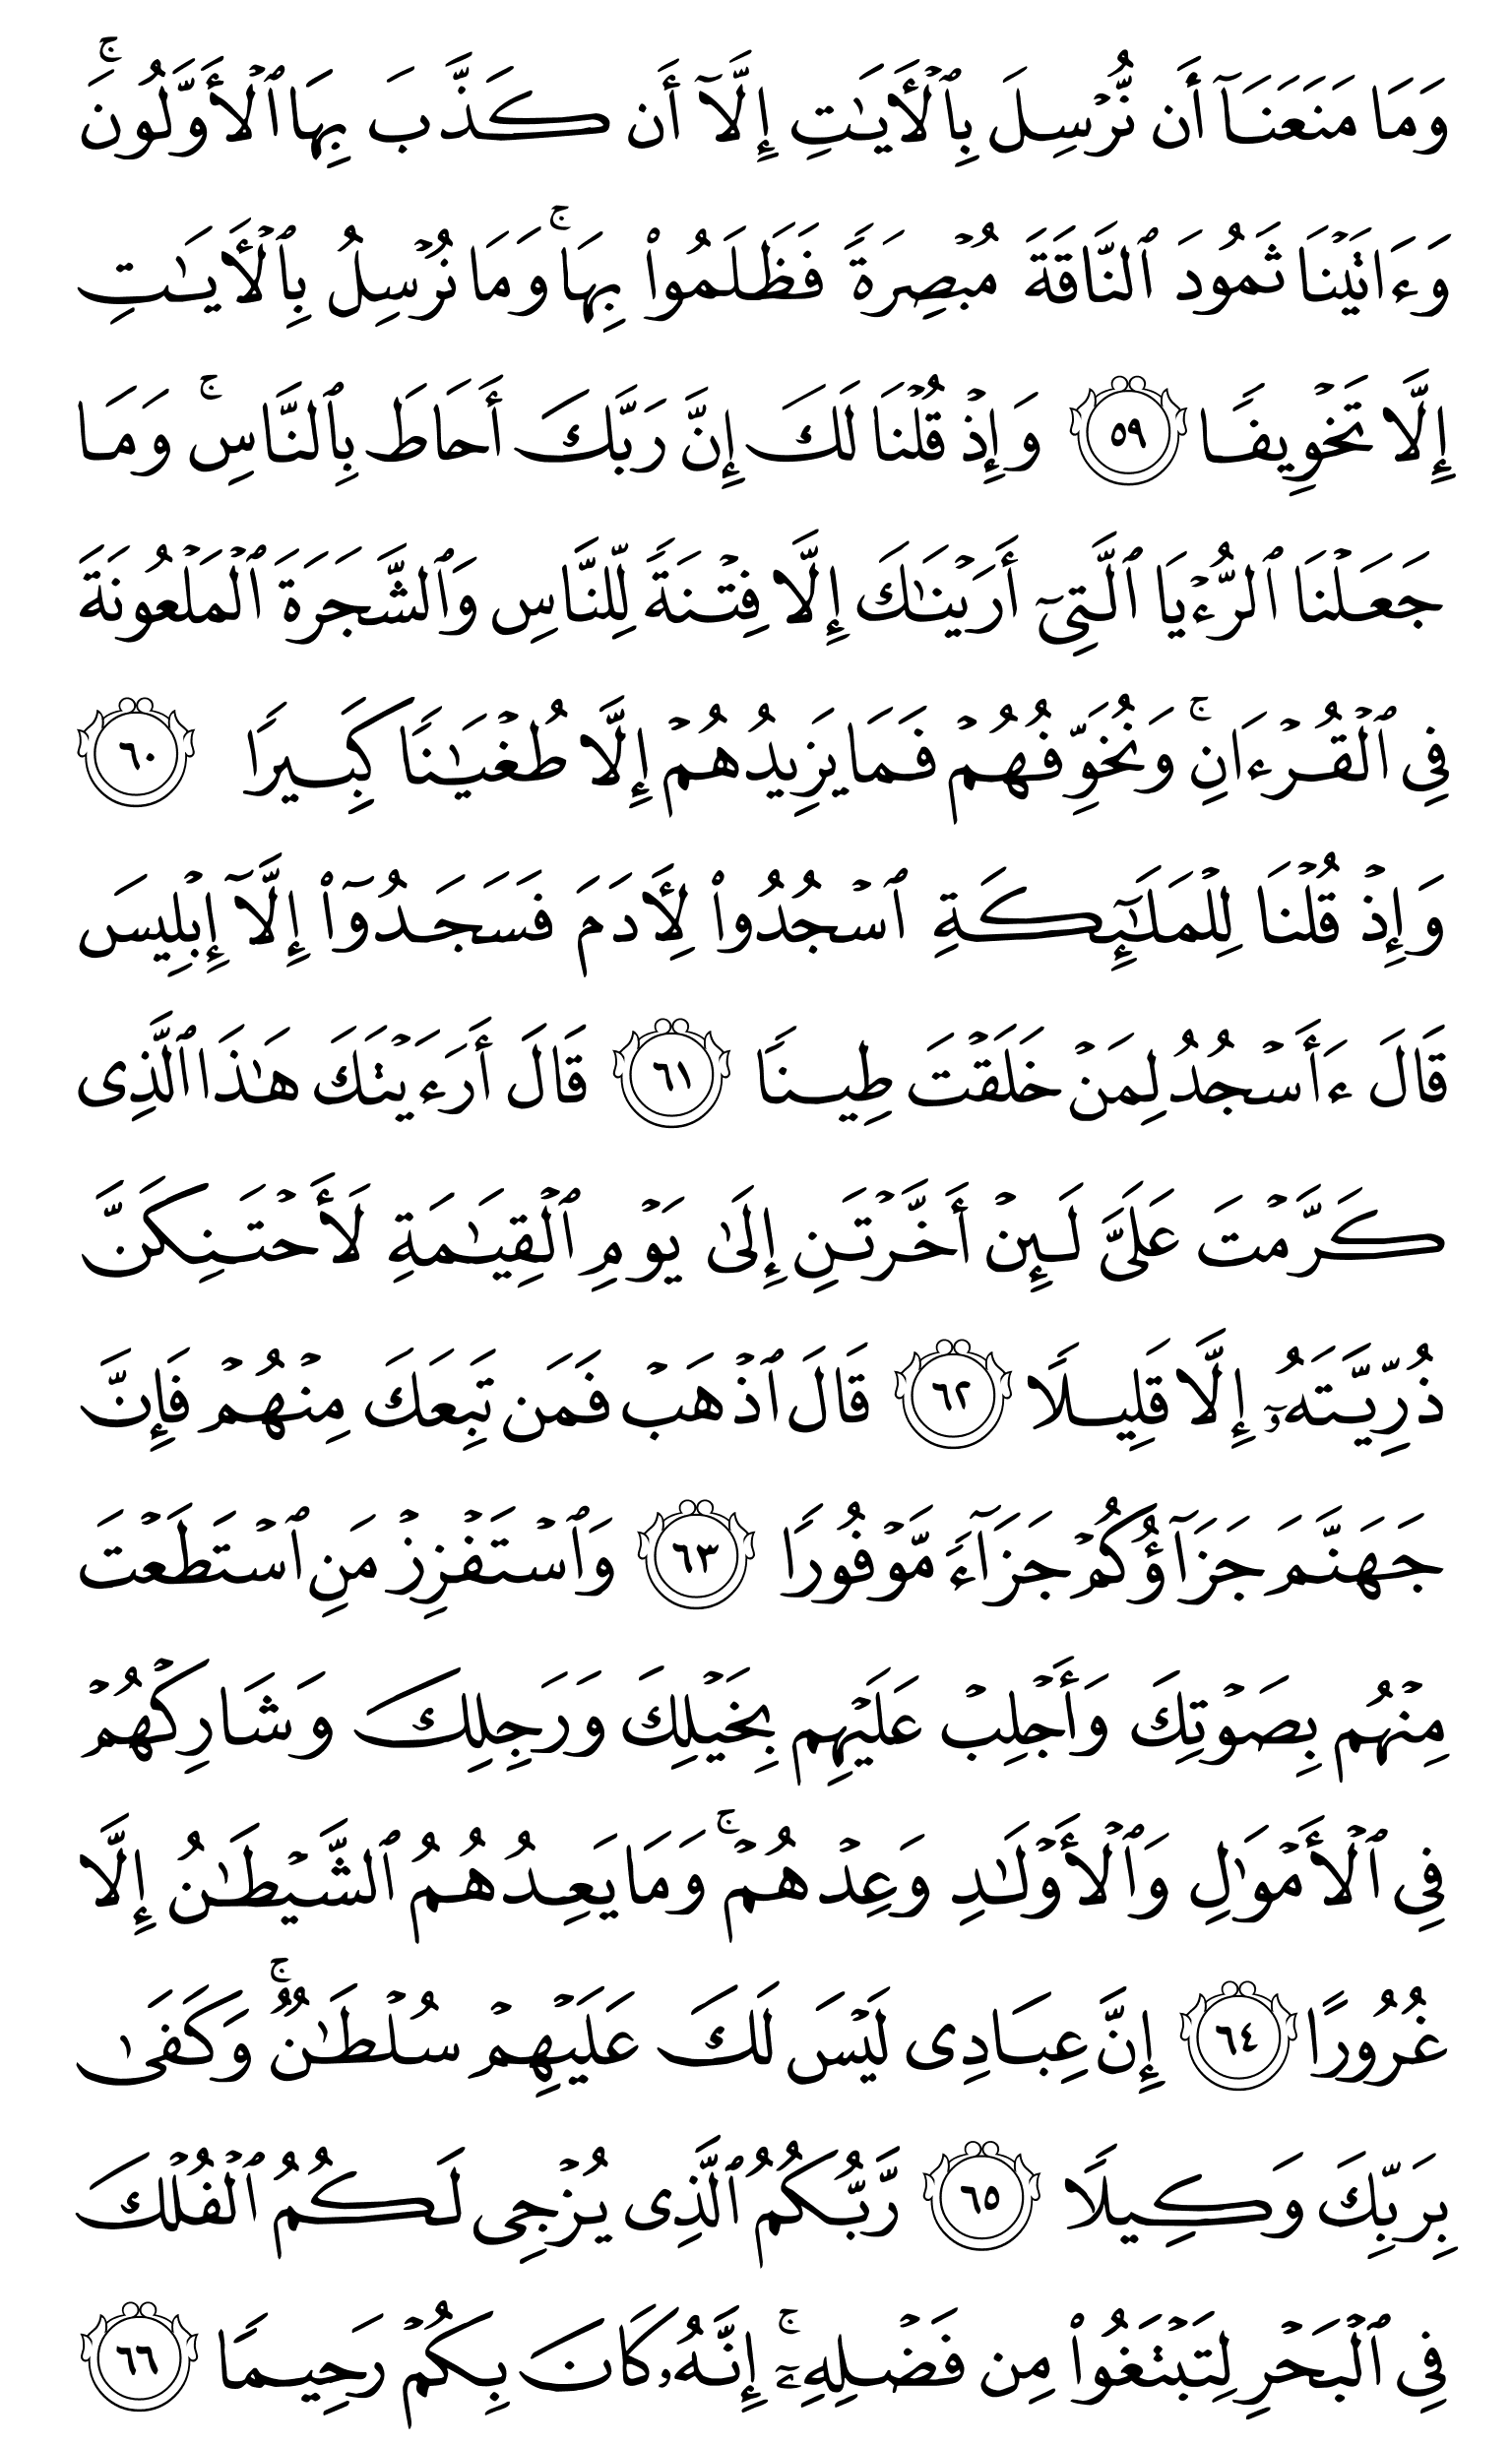 وَمَا مَنَعَنَآ أَن نُّرۡسِلَ بِٱلۡأٓيَٰتِ إِلَّآ أَن كَذَّبَ بِهَا ٱلۡأَوَّلُونَۚ
وَءَاتَيۡنَا ثَمُودَ ٱلنَّاقَةَ مُبۡصِرَةٗ فَظَلَمُواْ بِهَاۚ وَمَا نُرۡسِلُ بِٱلۡأٓيَٰتِ
إِلَّا تَخۡوِيفٗا ٥٩ وَإِذۡ قُلۡنَا لَكَ إِنَّ رَبَّكَ أَحَاطَ بِٱلنَّاسِۚ وَمَا
جَعَلۡنَا ٱلرُّءۡيَا ٱلَّتِيٓ أَرَيۡنَٰكَ إِلَّا فِتۡنَةٗ لِّلنَّاسِ وَٱلشَّجَرَةَ ٱلۡمَلۡعُونَةَ
فِي ٱلۡقُرۡءَانِۚ وَنُخَوِّفُهُمۡ فَمَا يَزِيدُهُمۡ إِلَّا طُغۡيَٰنٗا كَبِيرٗا ٦٠
وَإِذۡ قُلۡنَا لِلۡمَلَٰٓئِكَةِ ٱسۡجُدُواْ لِأٓدَمَ فَسَجَدُوٓاْ إِلَّآ إِبۡلِيسَ
قَالَ ءَأَسۡجُدُ لِمَنۡ خَلَقۡتَ طِينٗا ٦١ قَالَ أَرَءَيۡتَكَ هَٰذَا ٱلَّذِي
كَرَّمۡتَ عَلَيَّ لَئِنۡ أَخَّرۡتَنِ إِلَىٰ يَوۡمِ ٱلۡقِيَٰمَةِ لَأَحۡتَنِكَنَّ
ذُرِّيَّتَهُۥٓ إِلَّا قَلِيلٗا ٦٢ قَالَ ٱذۡهَبۡ فَمَن تَبِعَكَ مِنۡهُمۡ فَإِنَّ
جَهَنَّمَ جَزَآؤُكُمۡ جَزَآءٗ مَّوۡفُورٗا ٦٣ وَٱسۡتَفۡزِزۡ مَنِ ٱسۡتَطَعۡتَ
مِنۡهُم بِصَوۡتِكَ وَأَجۡلِبۡ عَلَيۡهِم بِخَيۡلِكَ وَرَجِلِكَ وَشَارِكۡهُمۡ
فِي ٱلۡأَمۡوَٰلِ وَٱلۡأَوۡلَٰدِ وَعِدۡهُمۡۚ وَمَا يَعِدُهُمُ ٱلشَّيۡطَٰنُ إِلَّا
غُرُورًا ٦٤ إِنَّ عِبَادِي لَيۡسَ لَكَ عَلَيۡهِمۡ سُلۡطَٰنٞۚ وَكَفَىٰ
بِرَبِّكَ وَكِيلٗا ٦٥ رَّبُّكُمُ ٱلَّذِي يُزۡجِي لَكُمُ ٱلۡفُلۡكَ
فِي ٱلۡبَحۡرِ لِتَبۡتَغُواْ مِن فَضۡلِهِۦٓۚ إِنَّهُۥ كَانَ بِكُمۡ رَحِيمٗا ٦٦